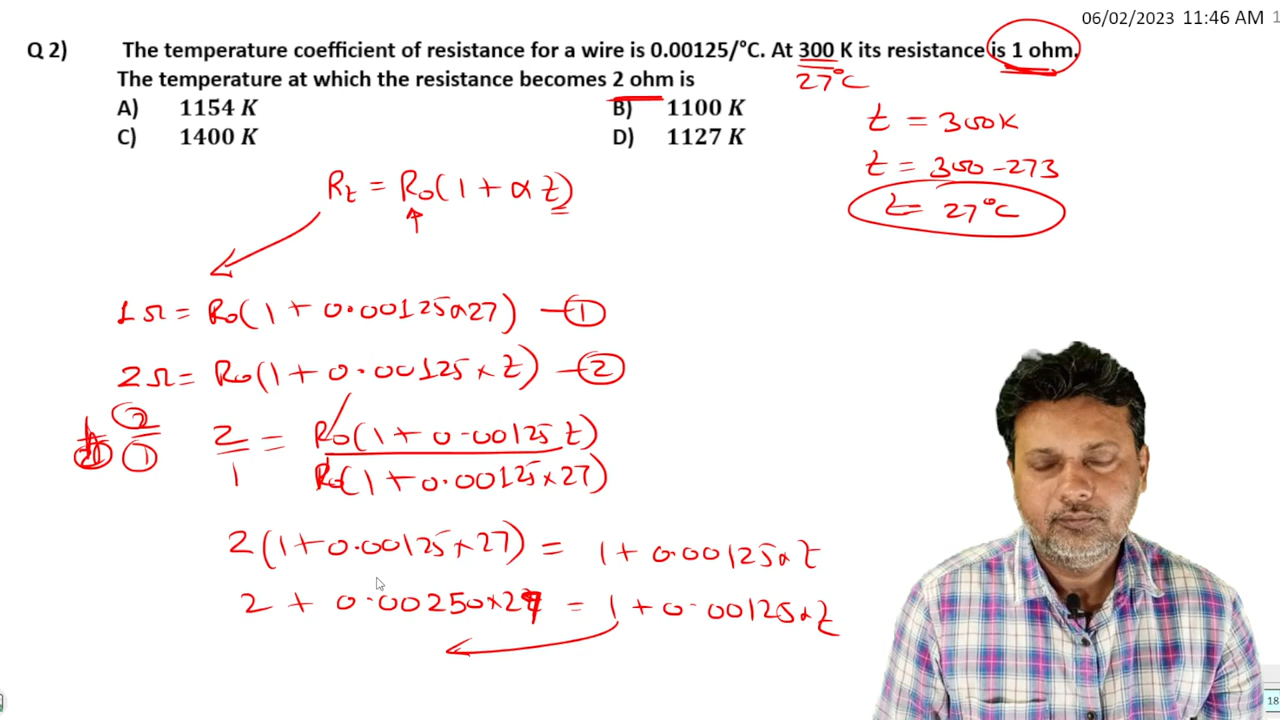 06/02/2023 11:46 AM 1
Q 2) The temperature coefficient of resistance for a wire is 0.00125/°C. At 300 K its resistance is 1 ohm.
The temperature at which the resistance becomes 2 ohm is
27°C
A) 1154 K B) 1100 K
C) 1400 K D) 1127 K
t = 300K
t = 300-273
t = 27°C
Rt = R0(1 + α t)
1Ω = R0(1 + 0.00125×27) —①
2Ω = R0(1 + 0.00125 × t) —②
②/① 2/1 = R0(1 + 0.00125 t)/R0(1 + 0.00125×27)
2(1+0.00125×27) = 1 + 0.00125×t
2 + 0.00250×27 = 1 + 0.00125×t
18